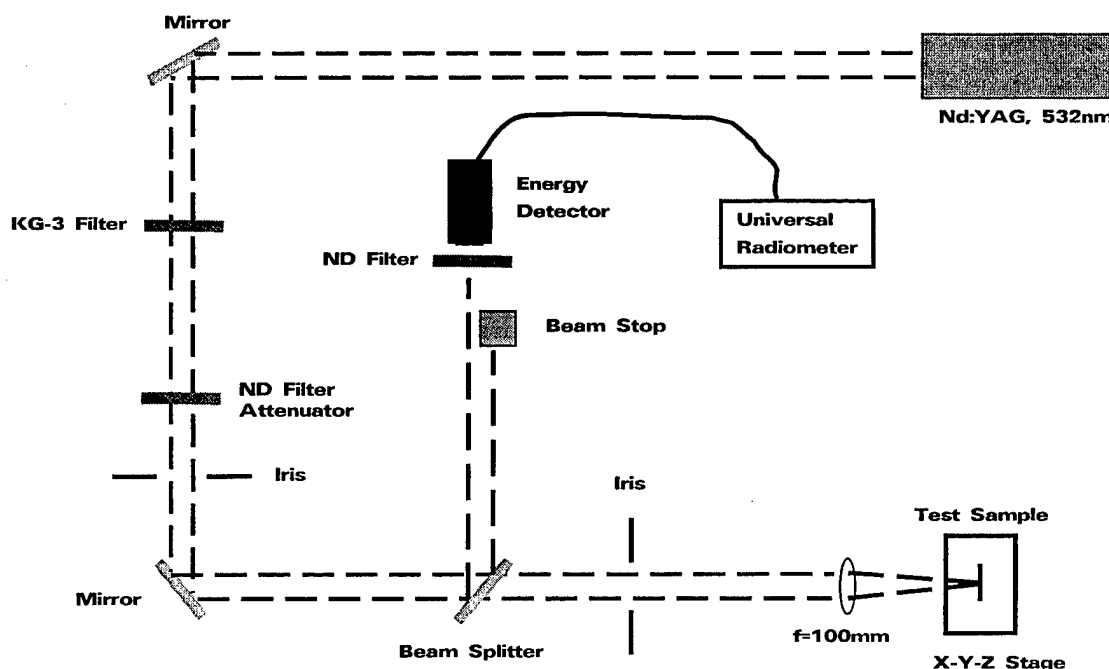 Mirror
Nd:YAG, 532nm
Energy
Detector
Universal
Radiometer
KG-3 Filter
ND Filter
Beam Stop
ND Filter
Attenuator
Iris
Iris
Test Sample
Mirror
Beam Splitter
f=100mm
X-Y-Z Stage